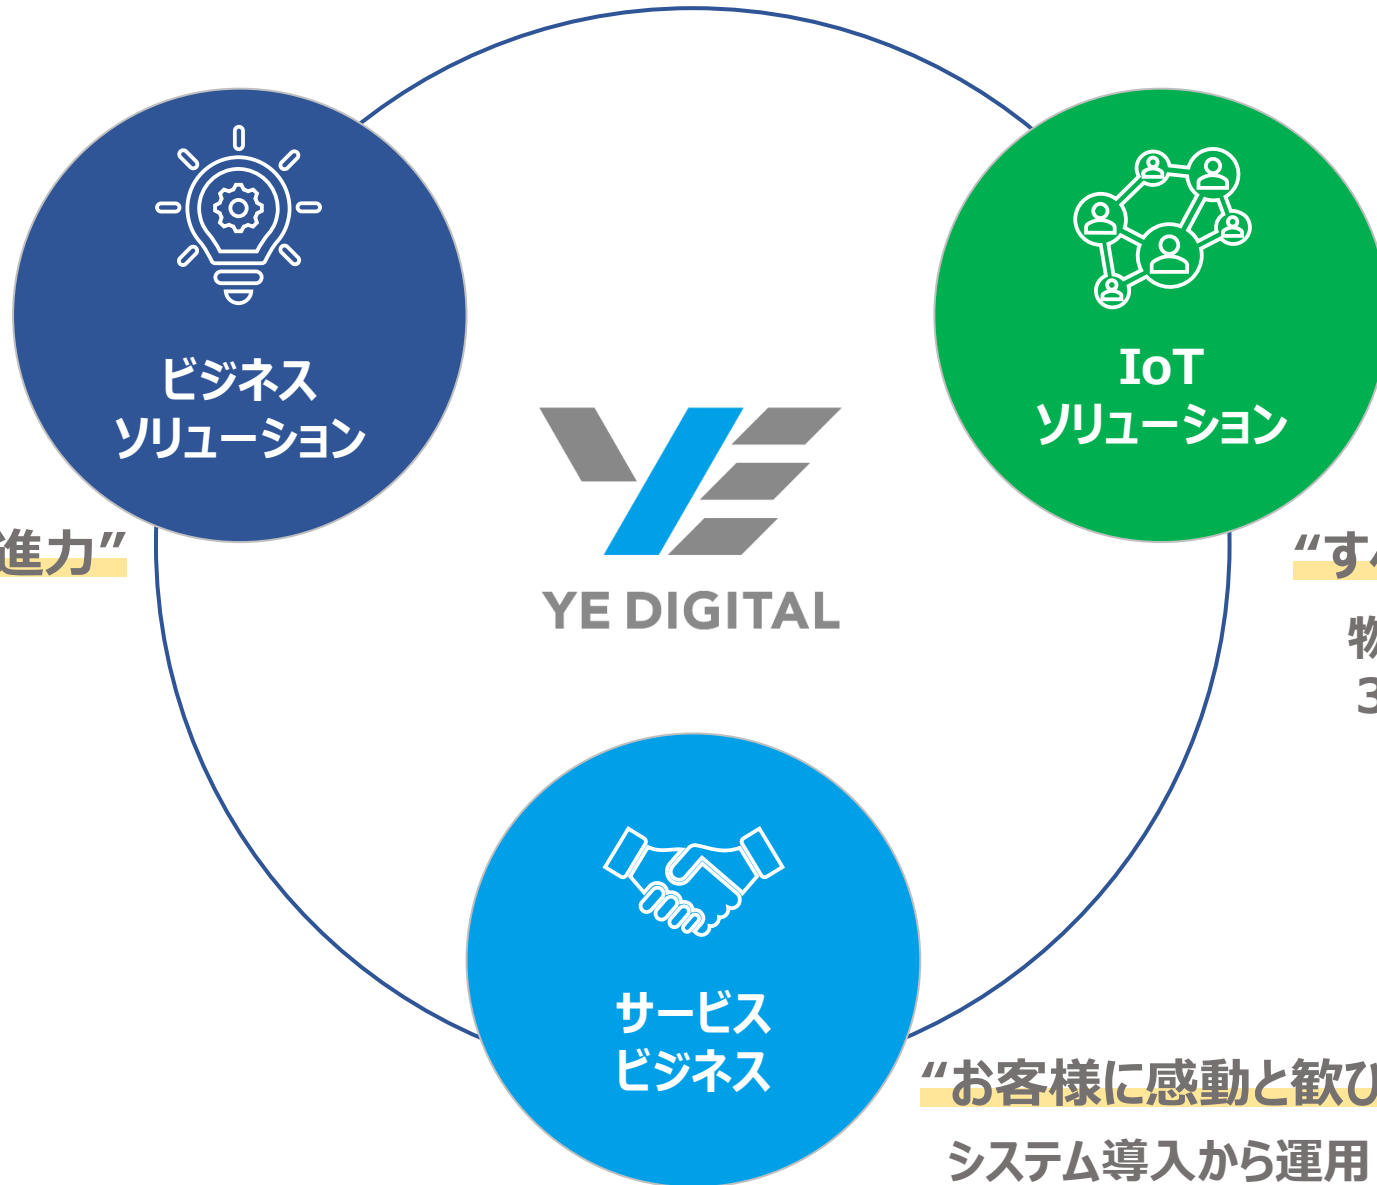 ビジネス
ソリューション
IoT
ソリューション
YE DIGITAL
進力”
“す
物
3
サービス
ビジネス
“お客様に感動と歓び
システム導入から運用